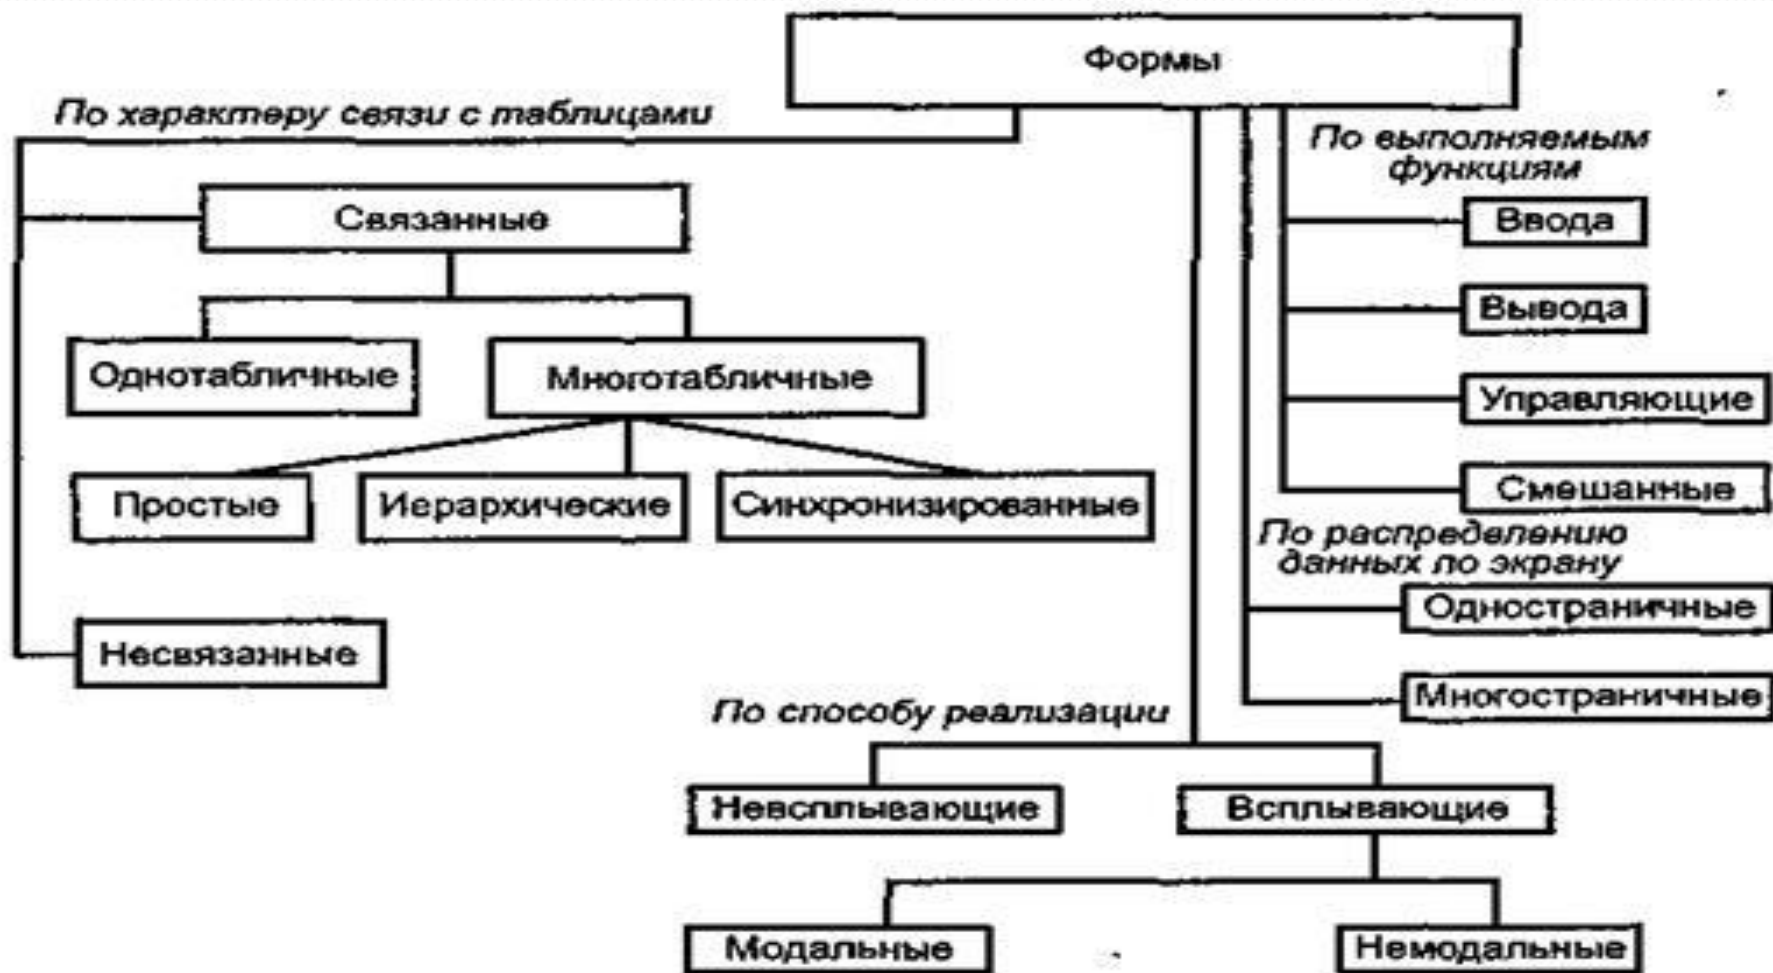 Формы
По характеру связи с таблицами
По выполняемым
функциям
Связанные
Ввода
Вывода
Однотабличные
Многотабличные
Управляющие
Простые
Иерархические
Синхронизированные
Смешанные
По распределению
данных по экрану
Одностраничные
Несвязанные
Многостраничные
По способу реализации
Невсплывающие
Всплывающие
Модальные
Немодальные